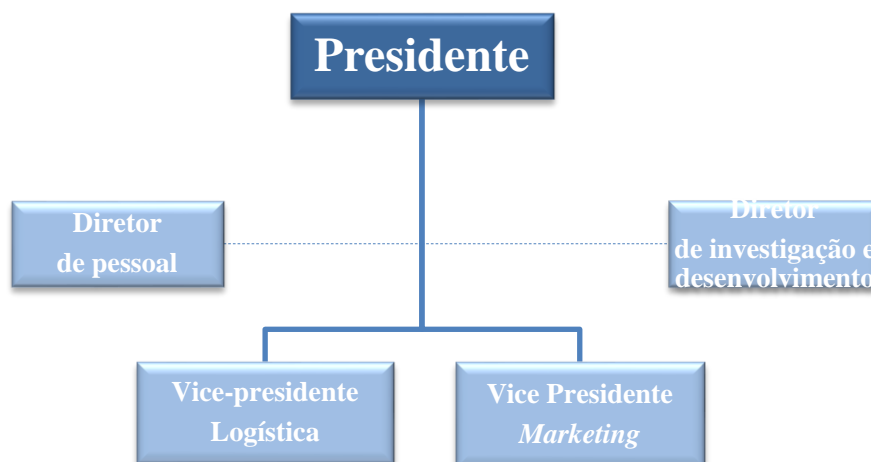 Presidente
Diretor
de pessoal
Diretor
de investigação e
desenvolvimento
Vice-presidente
Logística
Vice Presidente
Marketing